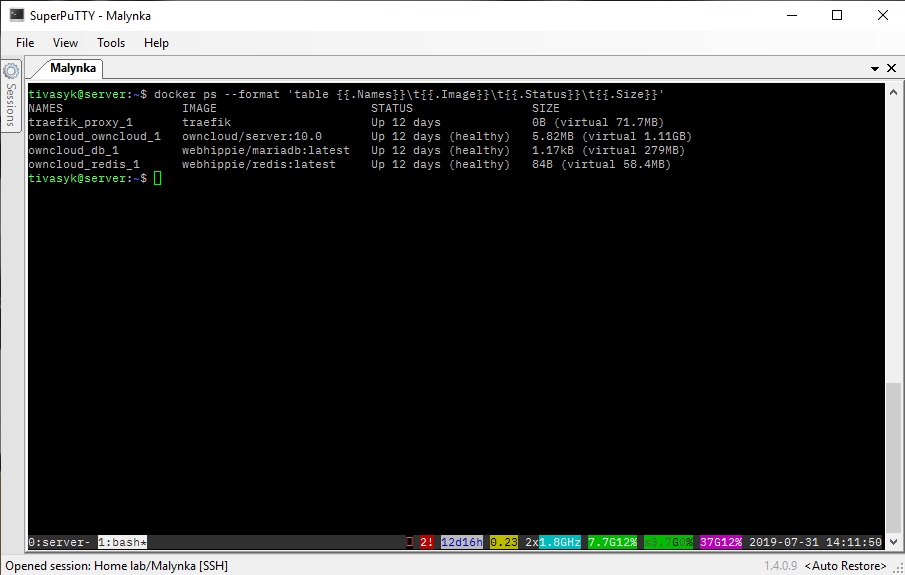 SuperPuTTY - Malynka
File View Tools Help
Sessions
Malynka
tivasyk@server:~$ docker ps --format 'table {{.Names}}\t{{.Image}}\t{{.Status}}\t{{.Size}}'
NAMES IMAGE STATUS SIZE
traefik_proxy_1 traefik Up 12 days 0B (virtual 71.7MB)
owncloud_owncloud_1 owncloud/server:10.0 Up 12 days (healthy) 5.82MB (virtual 1.11GB)
owncloud_db_1 webhippie/mariadb:latest Up 12 days (healthy) 1.17kB (virtual 279MB)
owncloud_redis_1 webhippie/redis:latest Up 12 days (healthy) 84B (virtual 58.4MB)
tivasyk@server:~$
0:server- 1:bash* 2! 12d16h 0.23 2x1.8GHz 7.7G12% 37G12% 2019-07-31 14:11:50
Opened session: Home lab/Malynka [SSH] 1.4.0.9 <Auto Restore>